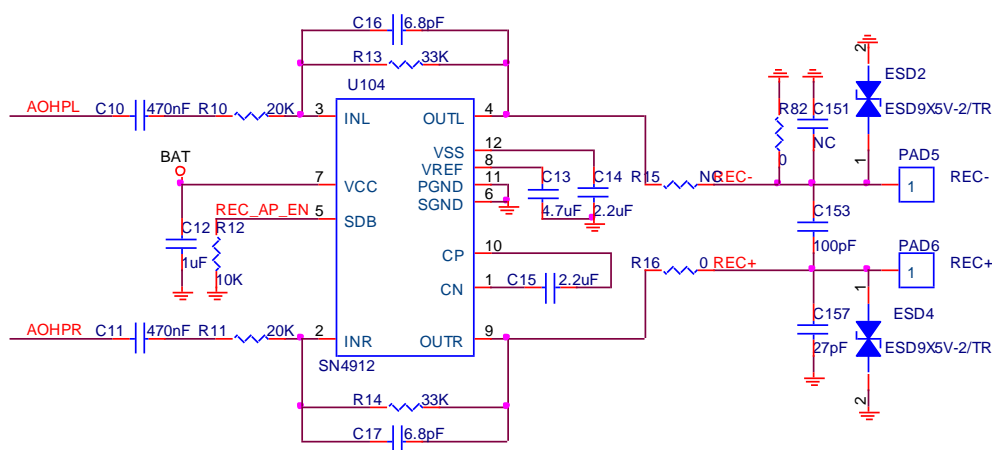 C16 6.8pF
R13 33K
U104
AOHPL C10 470nF R10 20K 3 INL OUTL 4
BAT
7 VCC
VSS 12
VREF 8
PGND 11
SGND 6
REC_AP_EN 5 SDB
C12 1uF
R12 10K
C13 4.7uF
C14 2.2uF
CP 10
CN 1 C15 2.2uF
AOHPR C11 470nF R11 20K 2 INR OUTR 9
SN4912
R14 33K
C17 6.8pF
R15 NC REC-
R16 0 REC+
R82 0
C151 NC
2 ESD2
ESD9X5V-2/TR
1
PAD5
1 REC-
C153 100pF
PAD6
1 REC+
C157 27pF
1 ESD4
ESD9X5V-2/TR
2